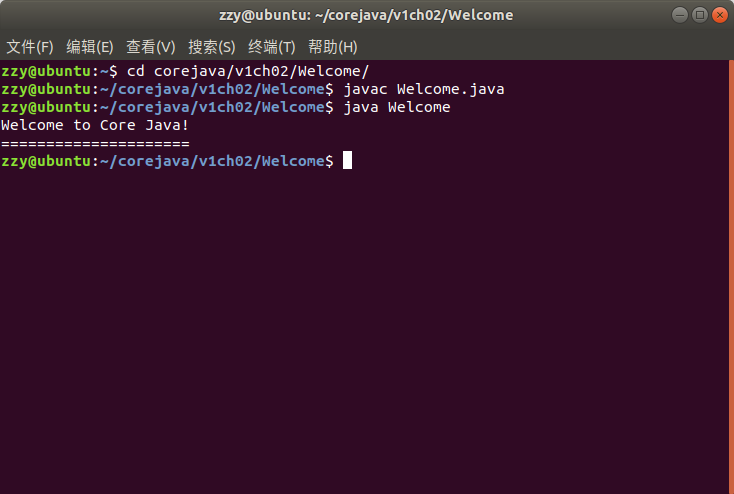 zzy@ubuntu: ~/corejava/v1ch02/Welcome
文件(F) 编辑(E) 查看(V) 搜索(S) 终端(T) 帮助(H)
zzy@ubuntu:~$ cd corejava/v1ch02/Welcome/
zzy@ubuntu:~/corejava/v1ch02/Welcome$ javac Welcome.java
zzy@ubuntu:~/corejava/v1ch02/Welcome$ java Welcome
Welcome to Core Java!
=====================
zzy@ubuntu:~/corejava/v1ch02/Welcome$